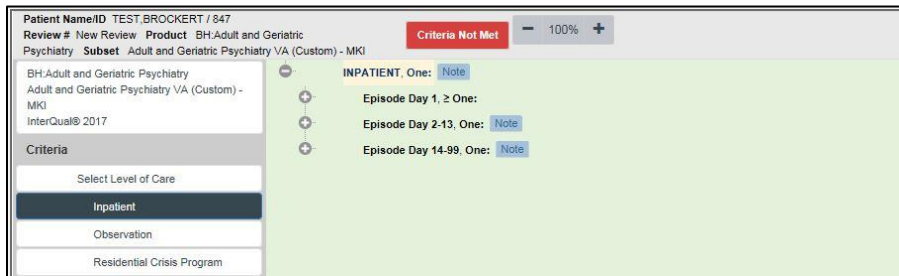 Patient Name/ID TEST,BROCKERT / 847
Review # New Review Product BH:Adult and Geriatric
Psychiatry Subset Adult and Geriatric Psychiatry VA (Custom) - MKI
Criteria Not Met
100%
BH:Adult and Geriatric Psychiatry
Adult and Geriatric Psychiatry VA (Custom) -
MKI
InterQual® 2017
Criteria
Select Level of Care
Inpatient
Observation
Residential Crisis Program
INPATIENT, One: Note
Episode Day 1, ≥ One:
Episode Day 2-13, One: Note
Episode Day 14-99, One: Note